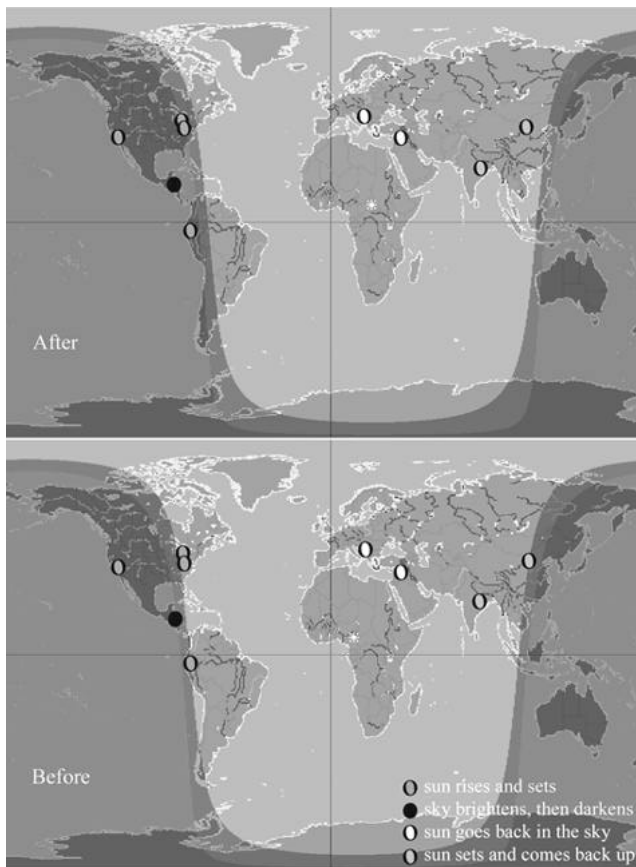 After
Before
sun rises and sets
sky brightens, then darkens
sun goes back in the sky
sun sets and comes back up